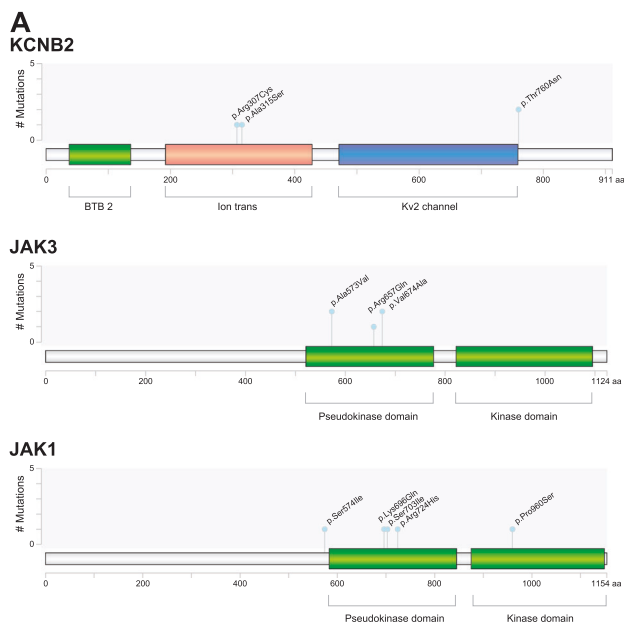 A
KCNB2
# Mutations
5
0
p.Arg307Cys
p.Ala315Ser
p.Thr760Asn
0 200 400 600 800 911 aa
BTB 2 Ion trans Kv2 channel
JAK3
# Mutations
5
0
p.Ala573Val
p.Arg657Gln
p.Val674Ala
0 200 400 600 800 1000 1124 aa
Pseudokinase domain Kinase domain
JAK1
# Mutations
5
0
p.Ser574Ile
p.Lys696Gln
p.Ser703Ile
p.Arg724His
p.Pro960Ser
0 200 400 600 800 1000 1154 aa
Pseudokinase domain Kinase domain